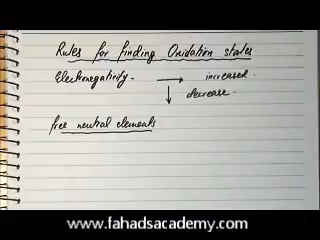 Rules for finding Oxidation states.
Electronegativity. → increased.
↓ decrease.
free neutral elements
www.fahadsacademy.com